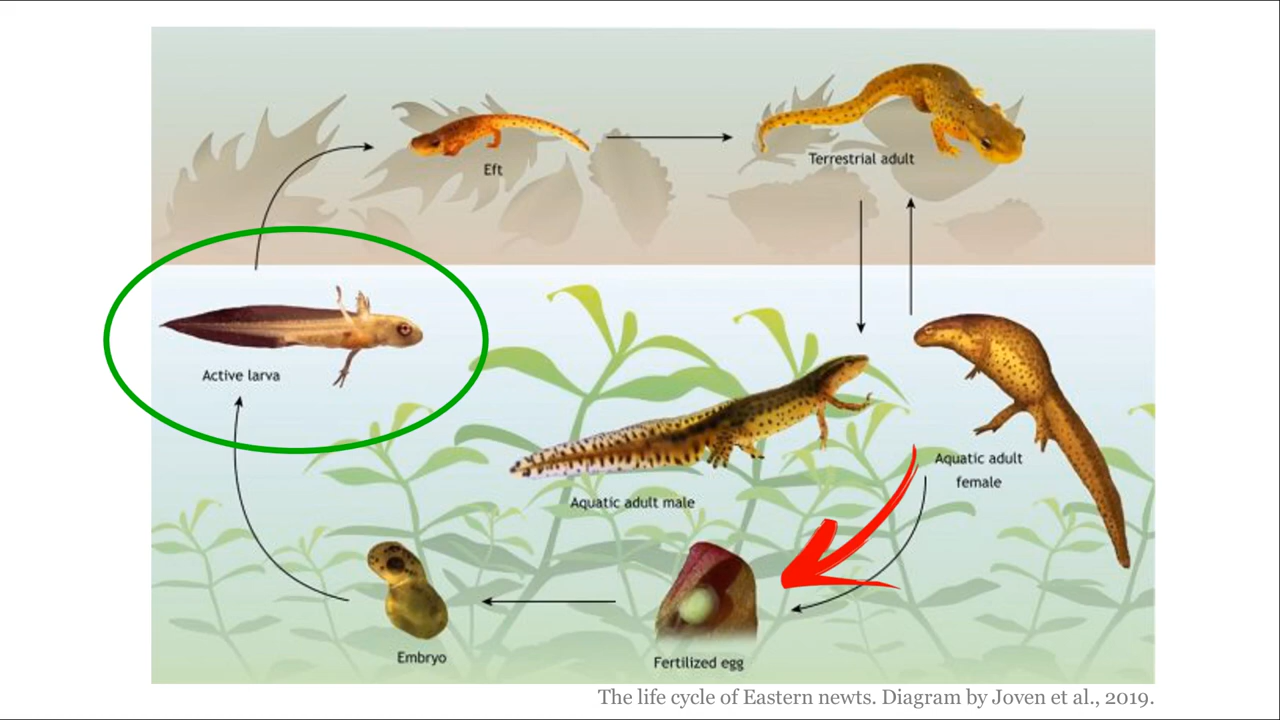 Eft
Terrestrial adult
Active larva
Aquatic adult
female
Aquatic adult male
Embryo
Fertilized egg
The life cycle of Eastern newts. Diagram by Joven et al., 2019.